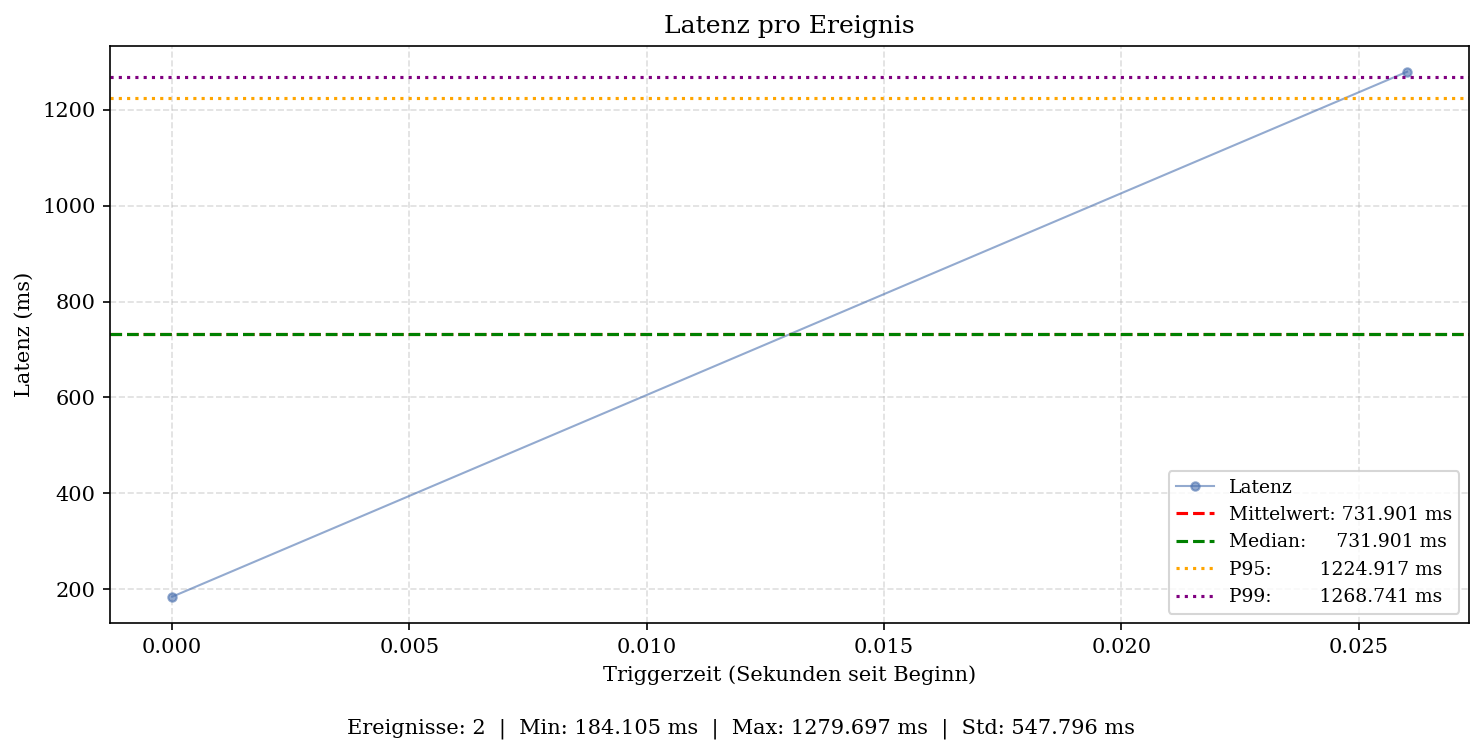 Latenz pro Ereignis
Latenz (ms)
1200
1000
800
600
400
200
0.000 0.005 0.010 0.015 0.020 0.025
Triggerzeit (Sekunden seit Beginn)
Latenz
Mittelwert: 731.901 ms
Median: 731.901 ms
P95: 1224.917 ms
P99: 1268.741 ms
Ereignisse: 2 | Min: 184.105 ms | Max: 1279.697 ms | Std: 547.796 ms